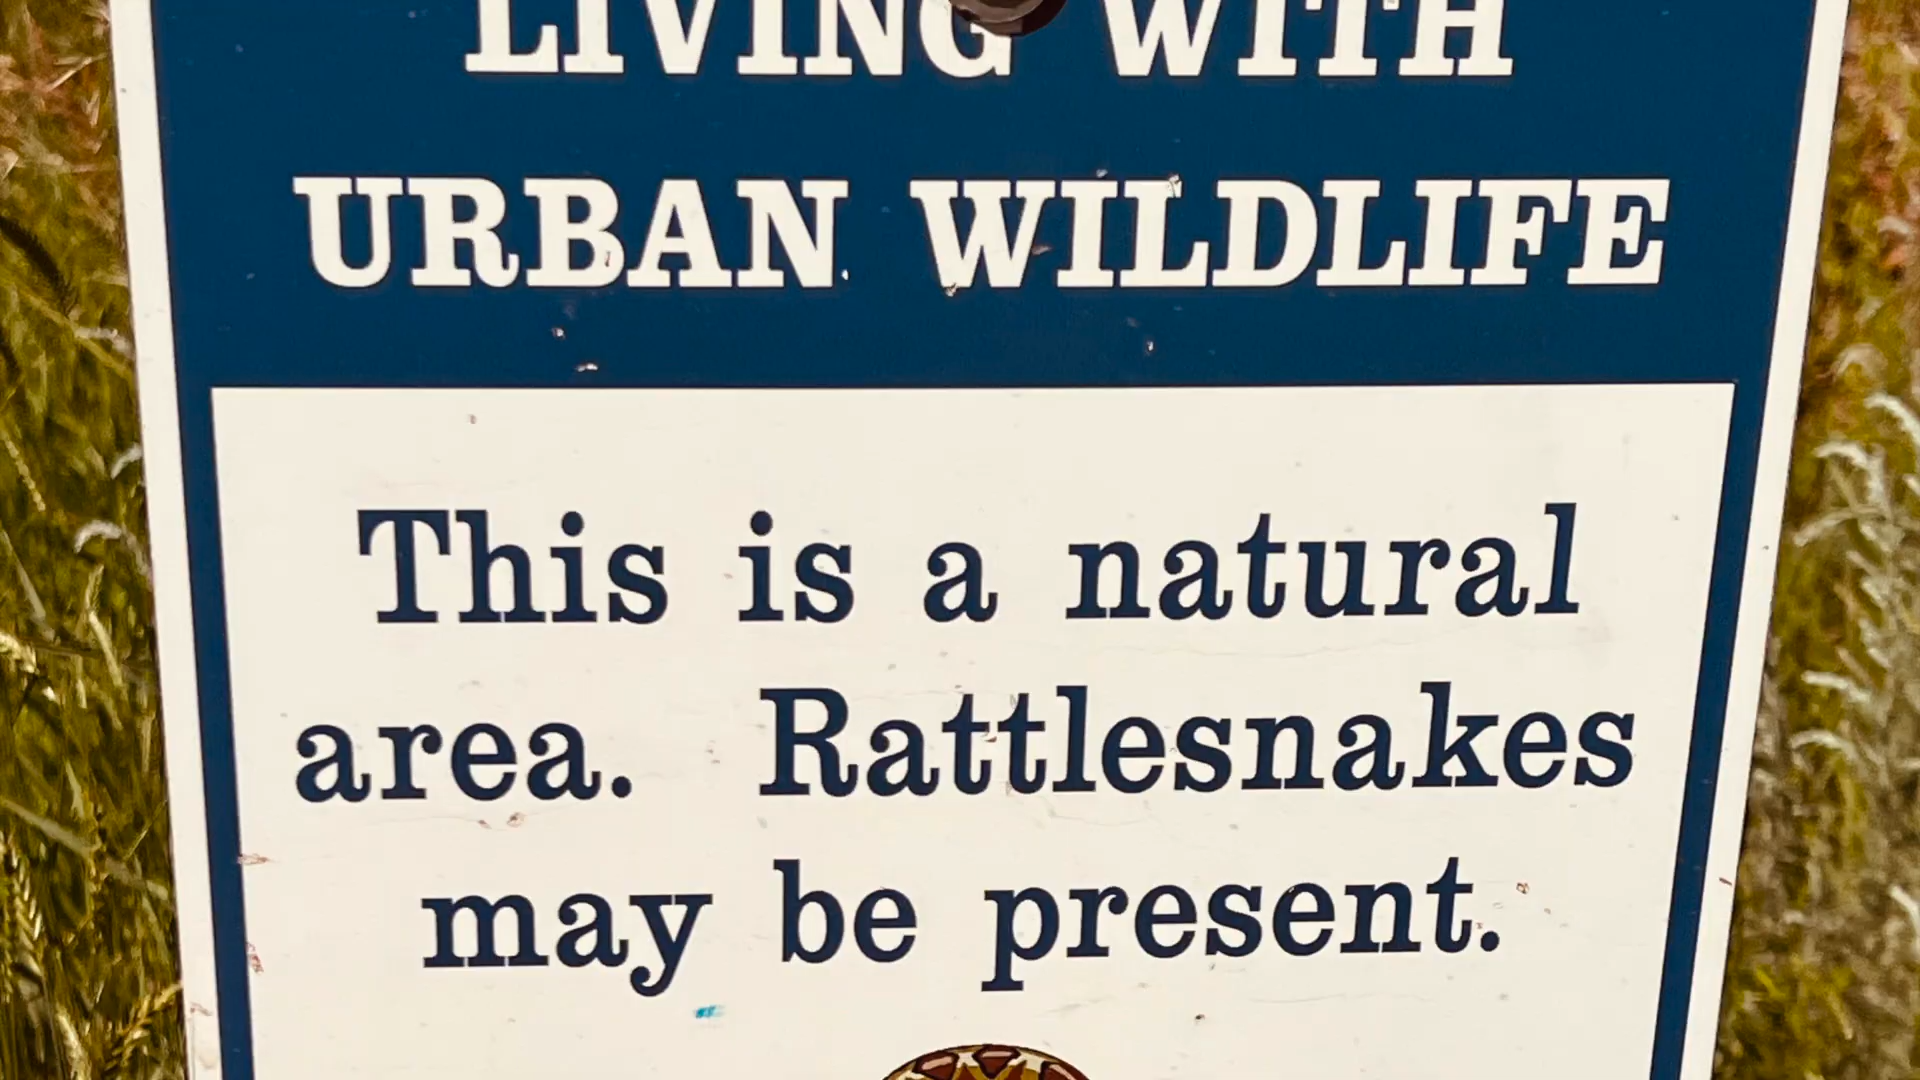 LIVING WITH
URBAN WILDLIFE
This is a natural
area. Rattlesnakes
may be present.